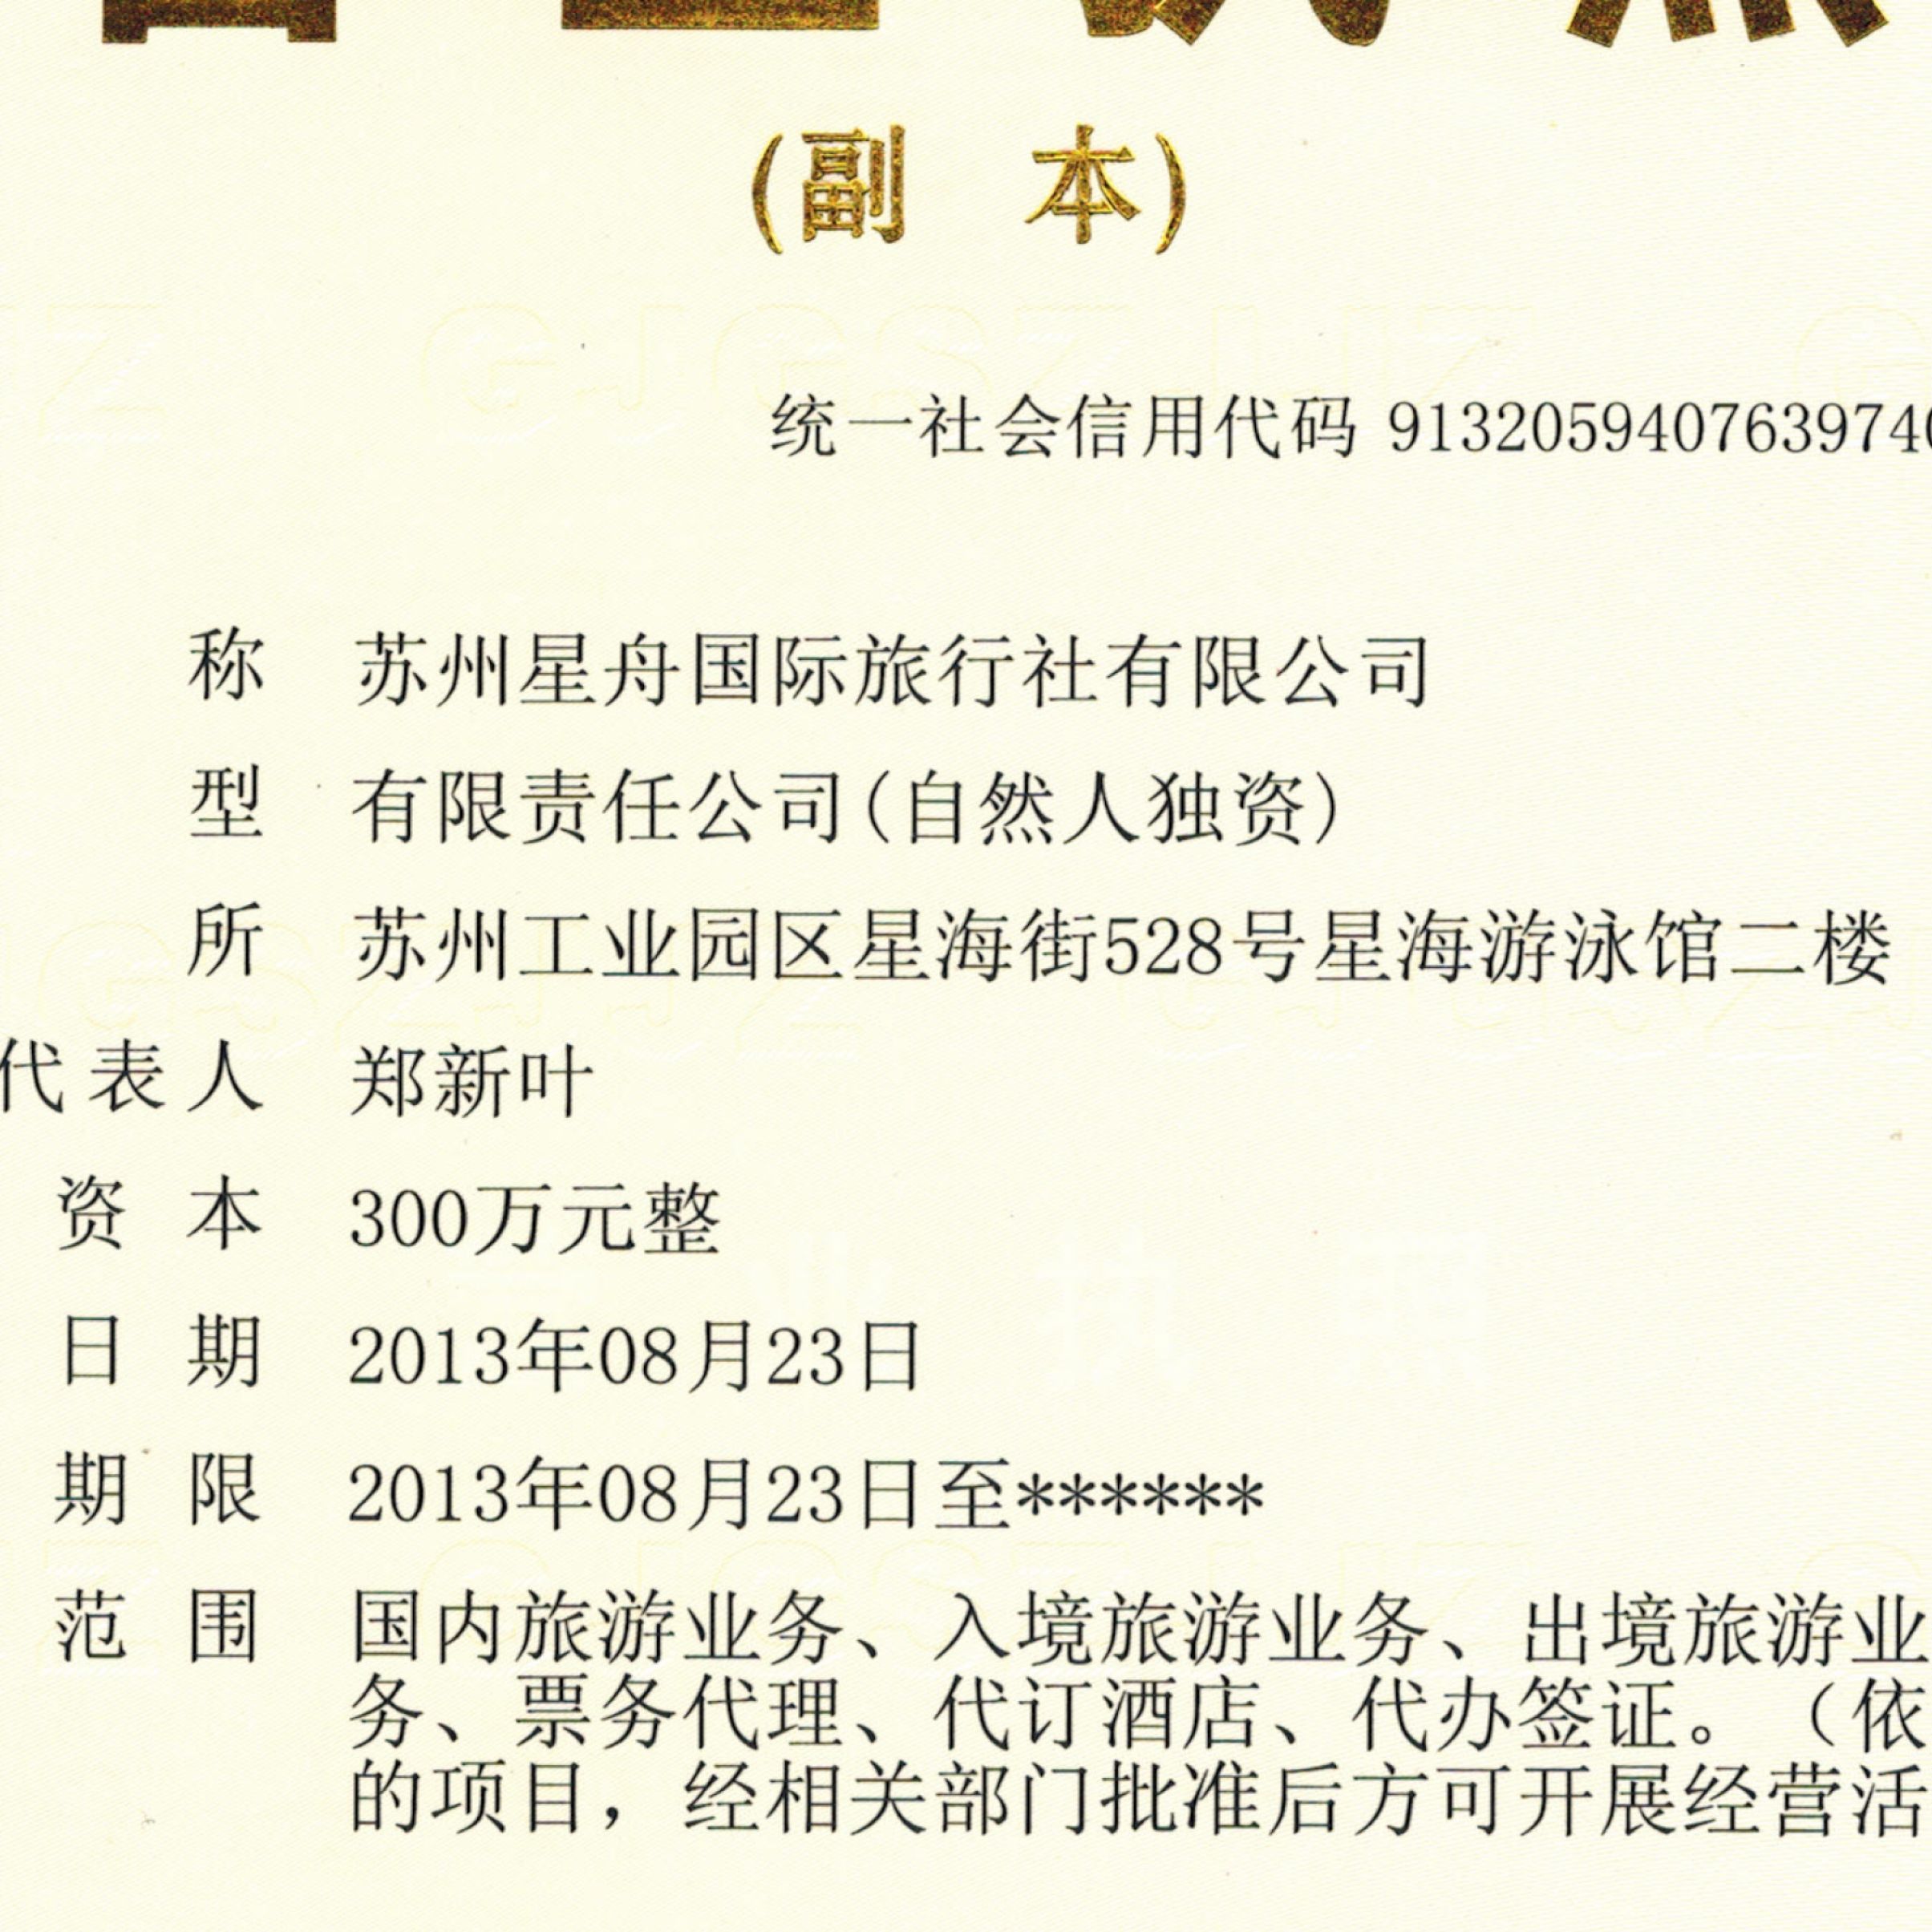 (副 本)
统一社会信用代码 91320594076397740
称 苏州星舟国际旅行社有限公司
型 有限责任公司(自然人独资)
所 苏州工业园区星海街528号星海游泳馆二楼
代表人 郑新叶
资本 300万元整
日期 2013年08月23日
期限 2013年08月23日至******
范围 国内旅游业务、入境旅游业务、出境旅游业
务、票务代理、代订酒店、代办签证。（依
的项目，经相关部门批准后方可开展经营活